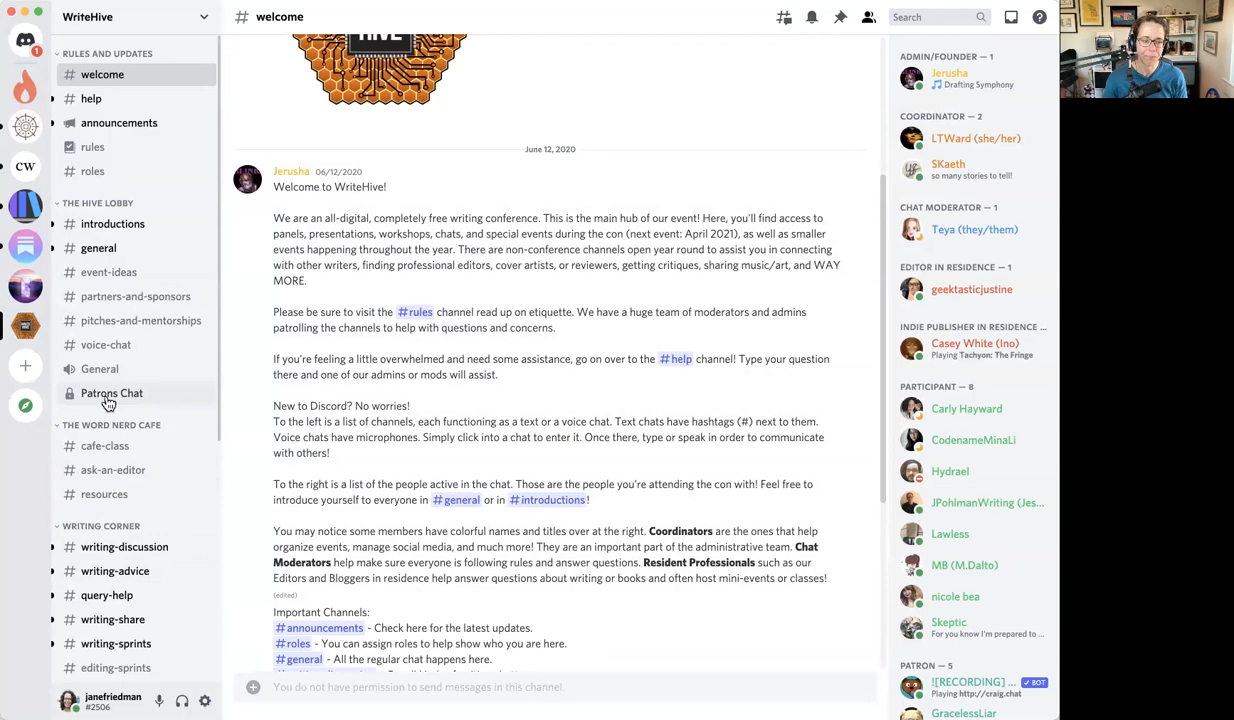 WriteHive
RULES AND UPDATES
# welcome
# help
announcements
rules
# roles
THE HIVE LOBBY
# introductions
# general
# event-ideas
# partners-and-sponsors
# pitches-and-mentorships
# voice-chat
General
Patrons Chat
THE WORD NERD CAFE
# cafe-class
# ask-an-editor
# resources
WRITING CORNER
# writing-discussion
# writing-advice
# query-help
# writing-share
# writing-sprints
# editing-sprints
janefriedman
#2506
1
CW
# welcome
Search
HIVE
June 12, 2020
Jerusha 06/12/2020
Welcome to WriteHive!
We are an all-digital, completely free writing conference. This is the main hub of our event! Here, you'll find access to
panels, presentations, workshops, chats, and special events during the con (next event: April 2021), as well as smaller
events happening throughout the year. There are non-conference channels open year round to assist you in connecting
with other writers, finding professional editors, cover artists, or reviewers, getting critiques, sharing music/art, and WAY
MORE.
Please be sure to visit the #rules channel read up on etiquette. We have a huge team of moderators and admins
patrolling the channels to help with questions and concerns.
If you're feeling a little overwhelmed and need some assistance, go on over to the #help channel! Type your question
there and one of our admins or mods will assist.
New to Discord? No worries!
To the left is a list of channels, each functioning as a text or a voice chat. Text chats have hashtags (#) next to them.
Voice chats have microphones. Simply click into a chat to enter it. Once there, type or speak in order to communicate
with others!
To the right is a list of the people active in the chat. Those are the people you're attending the con with! Feel free to
introduce yourself to everyone in #general or in #introductions!
You may notice some members have colorful names and titles over at the right. Coordinators are the ones that help
organize events, manage social media, and much more! They are an important part of the administrative team. Chat
Moderators help make sure everyone is following rules and answer questions. Resident Professionals such as our
Editors and Bloggers in residence help answer questions about writing or books and often host mini-events or classes!
(edited)
Important Channels:
#announcements - Check here for the latest updates.
#roles - You can assign roles to help show who you are here.
#general - All the regular chat happens here.
You do not have permission to send messages in this channel.
ADMIN/FOUNDER — 1
Jerusha
Drafting Symphony
COORDINATOR — 2
LTWard (she/her)
SKaeth
so many stories to tell!
CHAT MODERATOR — 1
Teya (they/them)
EDITOR IN RESIDENCE — 1
geektasticjustine
INDIE PUBLISHER IN RESIDENCE ...
Casey White (Ino)
Playing Tachyon: The Fringe
PARTICIPANT — 8
Carly Hayward
CodenameMinaLi
Hydrael
JPohlmanWriting (Jes...
Lawless
MB (M.Dalto)
nicole bea
Skeptic
For you know I'm prepared to ...
PATRON — 5
![RECORDING] ... ✓ BOT
Playing http://craig.chat
GracelessLiar